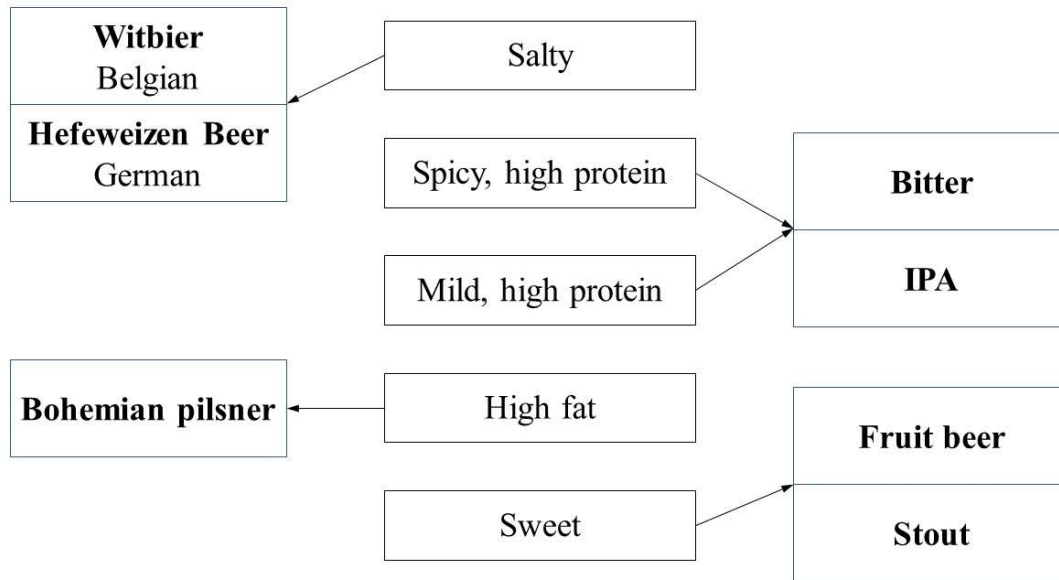 Witbier
Belgian
Hefeweizen Beer
German
Bohemian pilsner
Salty
Spicy, high protein
Mild, high protein
High fat
Sweet
Bitter
IPA
Fruit beer
Stout